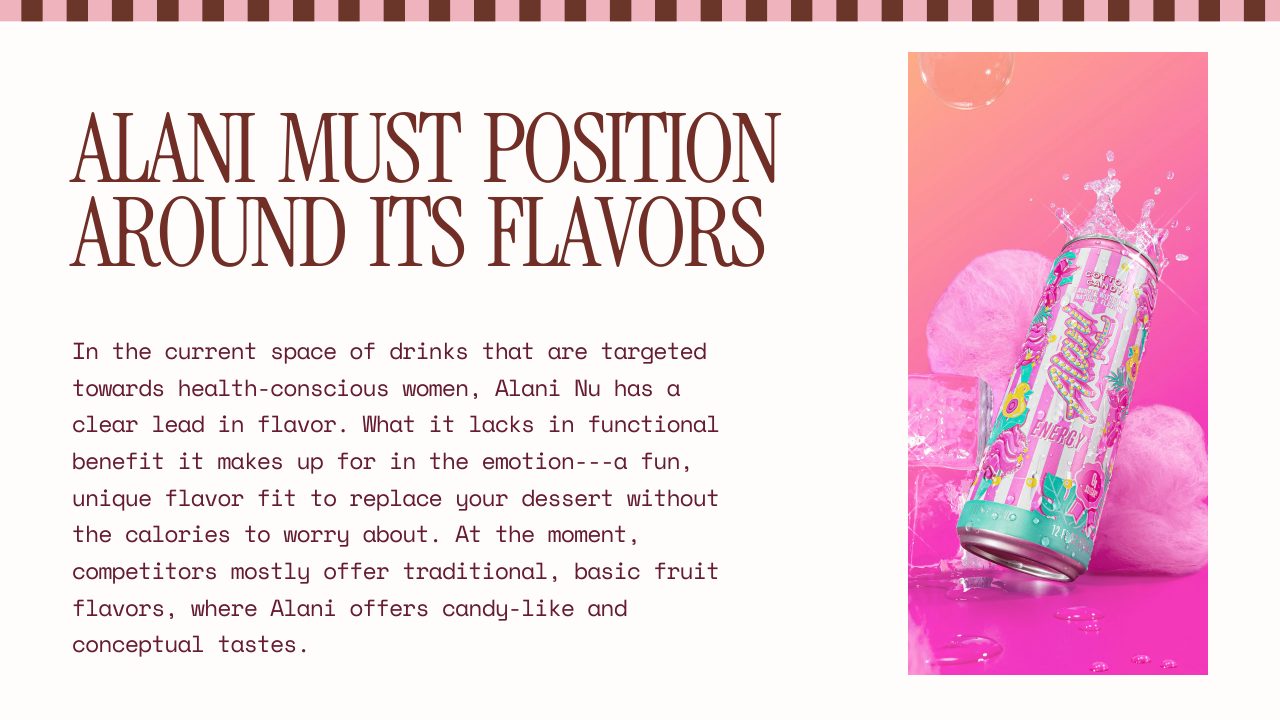 ALANI MUST POSITION
AROUND ITS FLAVORS
In the current space of drinks that are targeted
towards health-conscious women, Alani Nu has a
clear lead in flavor. What it lacks in functional
benefit it makes up for in the emotion---a fun,
unique flavor fit to replace your dessert without
the calories to worry about. At the moment,
competitors mostly offer traditional, basic fruit
flavors, where Alani offers candy-like and
conceptual tastes.
COTTON
CANDY
ENERGY